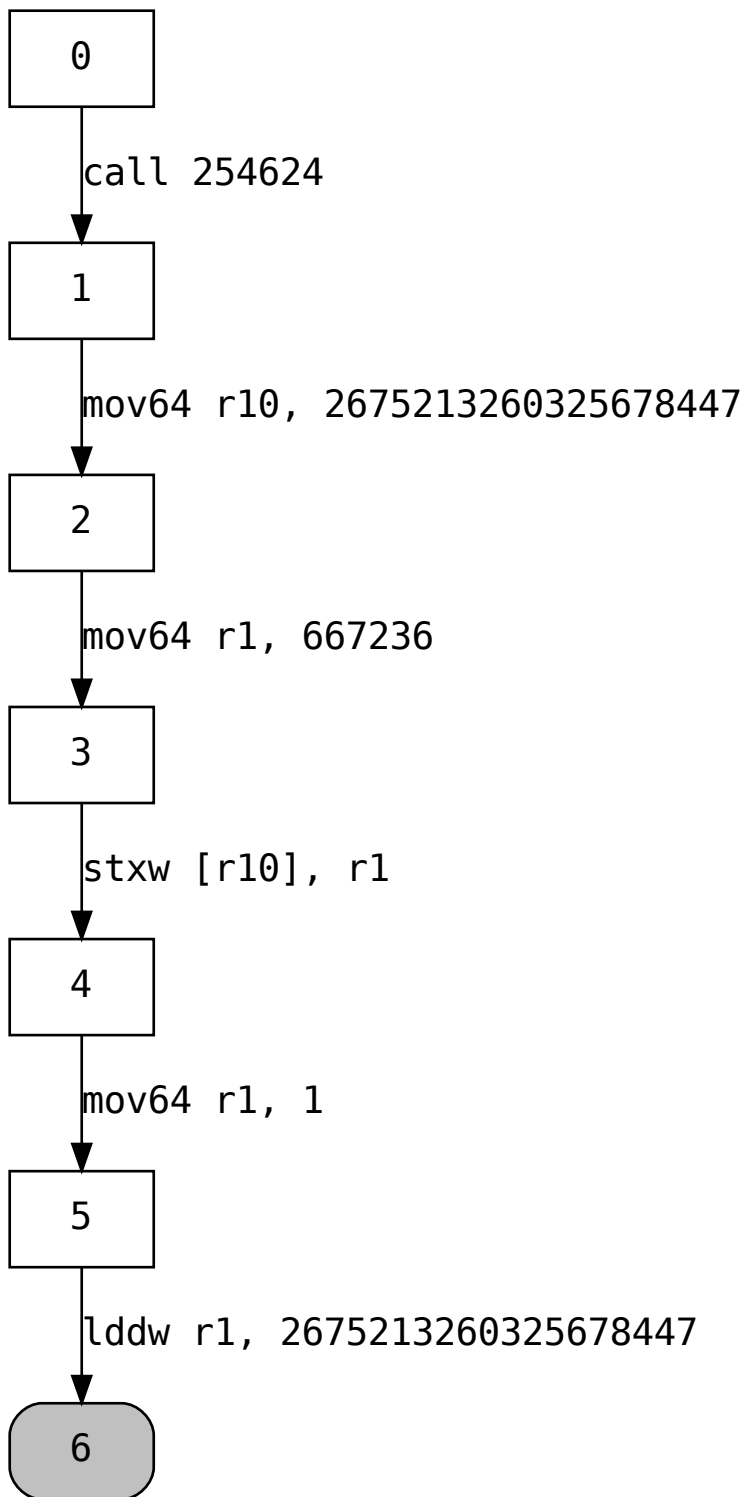 0
call 254624
1
mov64 r10, 2675213260325678447
2
mov64 r1, 667236
3
stxw [r10], r1
4
mov64 r1, 1
5
lddw r1, 2675213260325678447
6